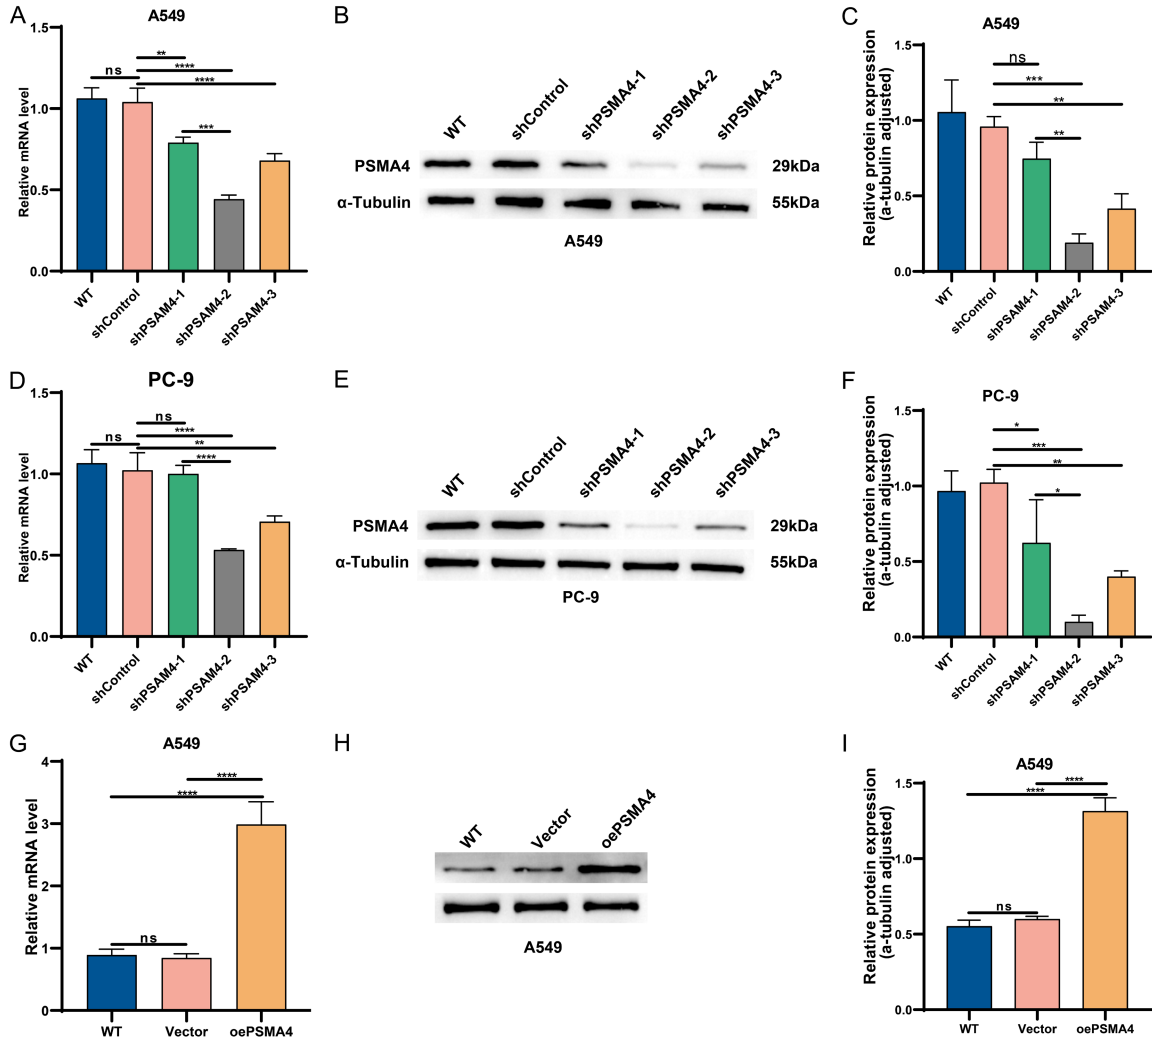 A
A549
Relative mRNA level
1.5
1.0
0.5
0.0
ns
**
****
****
***
WT
shControl
shPSAM4-1
shPSAM4-2
shPSAM4-3
B
WT
shControl
shPSMA4-1
shPSMA4-2
shPSMA4-3
PSMA4
29kDa
α-Tubulin
55kDa
A549
C
A549
Relative protein expression
(a-tubulin adjusted)
1.5
1.0
0.5
0.0
ns
***
**
**
WT
shControl
shPSAM4-1
shPSAM4-2
shPSAM4-3
D
PC-9
Relative mRNA level
1.5
1.0
0.5
0.0
ns
ns
****
**
****
WT
shControl
shPSAM4-1
shPSAM4-2
shPSAM4-3
E
WT
shControl
shPSMA4-1
shPSMA4-2
shPSMA4-3
PSMA4
29kDa
α-Tubulin
55kDa
PC-9
F
PC-9
Relative protein expression
(a-tubulin adjusted)
1.5
1.0
0.5
0.0
*
***
**
*
WT
shControl
shPSAM4-1
shPSAM4-2
shPSAM4-3
G
A549
Relative mRNA level
4
3
2
1
0
****
****
ns
WT
Vector
oePSMA4
H
WT
Vector
oePSMA4
A549
I
A549
Relative protein expression
(a-tubulin adjusted)
1.5
1.0
0.5
0.0
****
****
ns
WT
Vector
oePSMA4